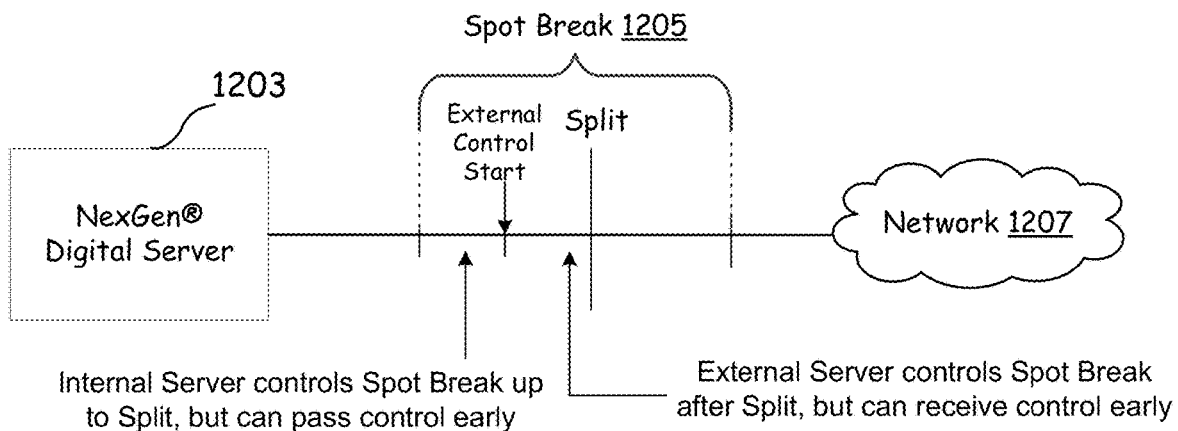 Spot Break 1205
1203
External
Control
Start
Split
NexGen®
Digital Server
Network 1207
Internal Server controls Spot Break up
to Split, but can pass control early
External Server controls Spot Break
after Split, but can receive control early